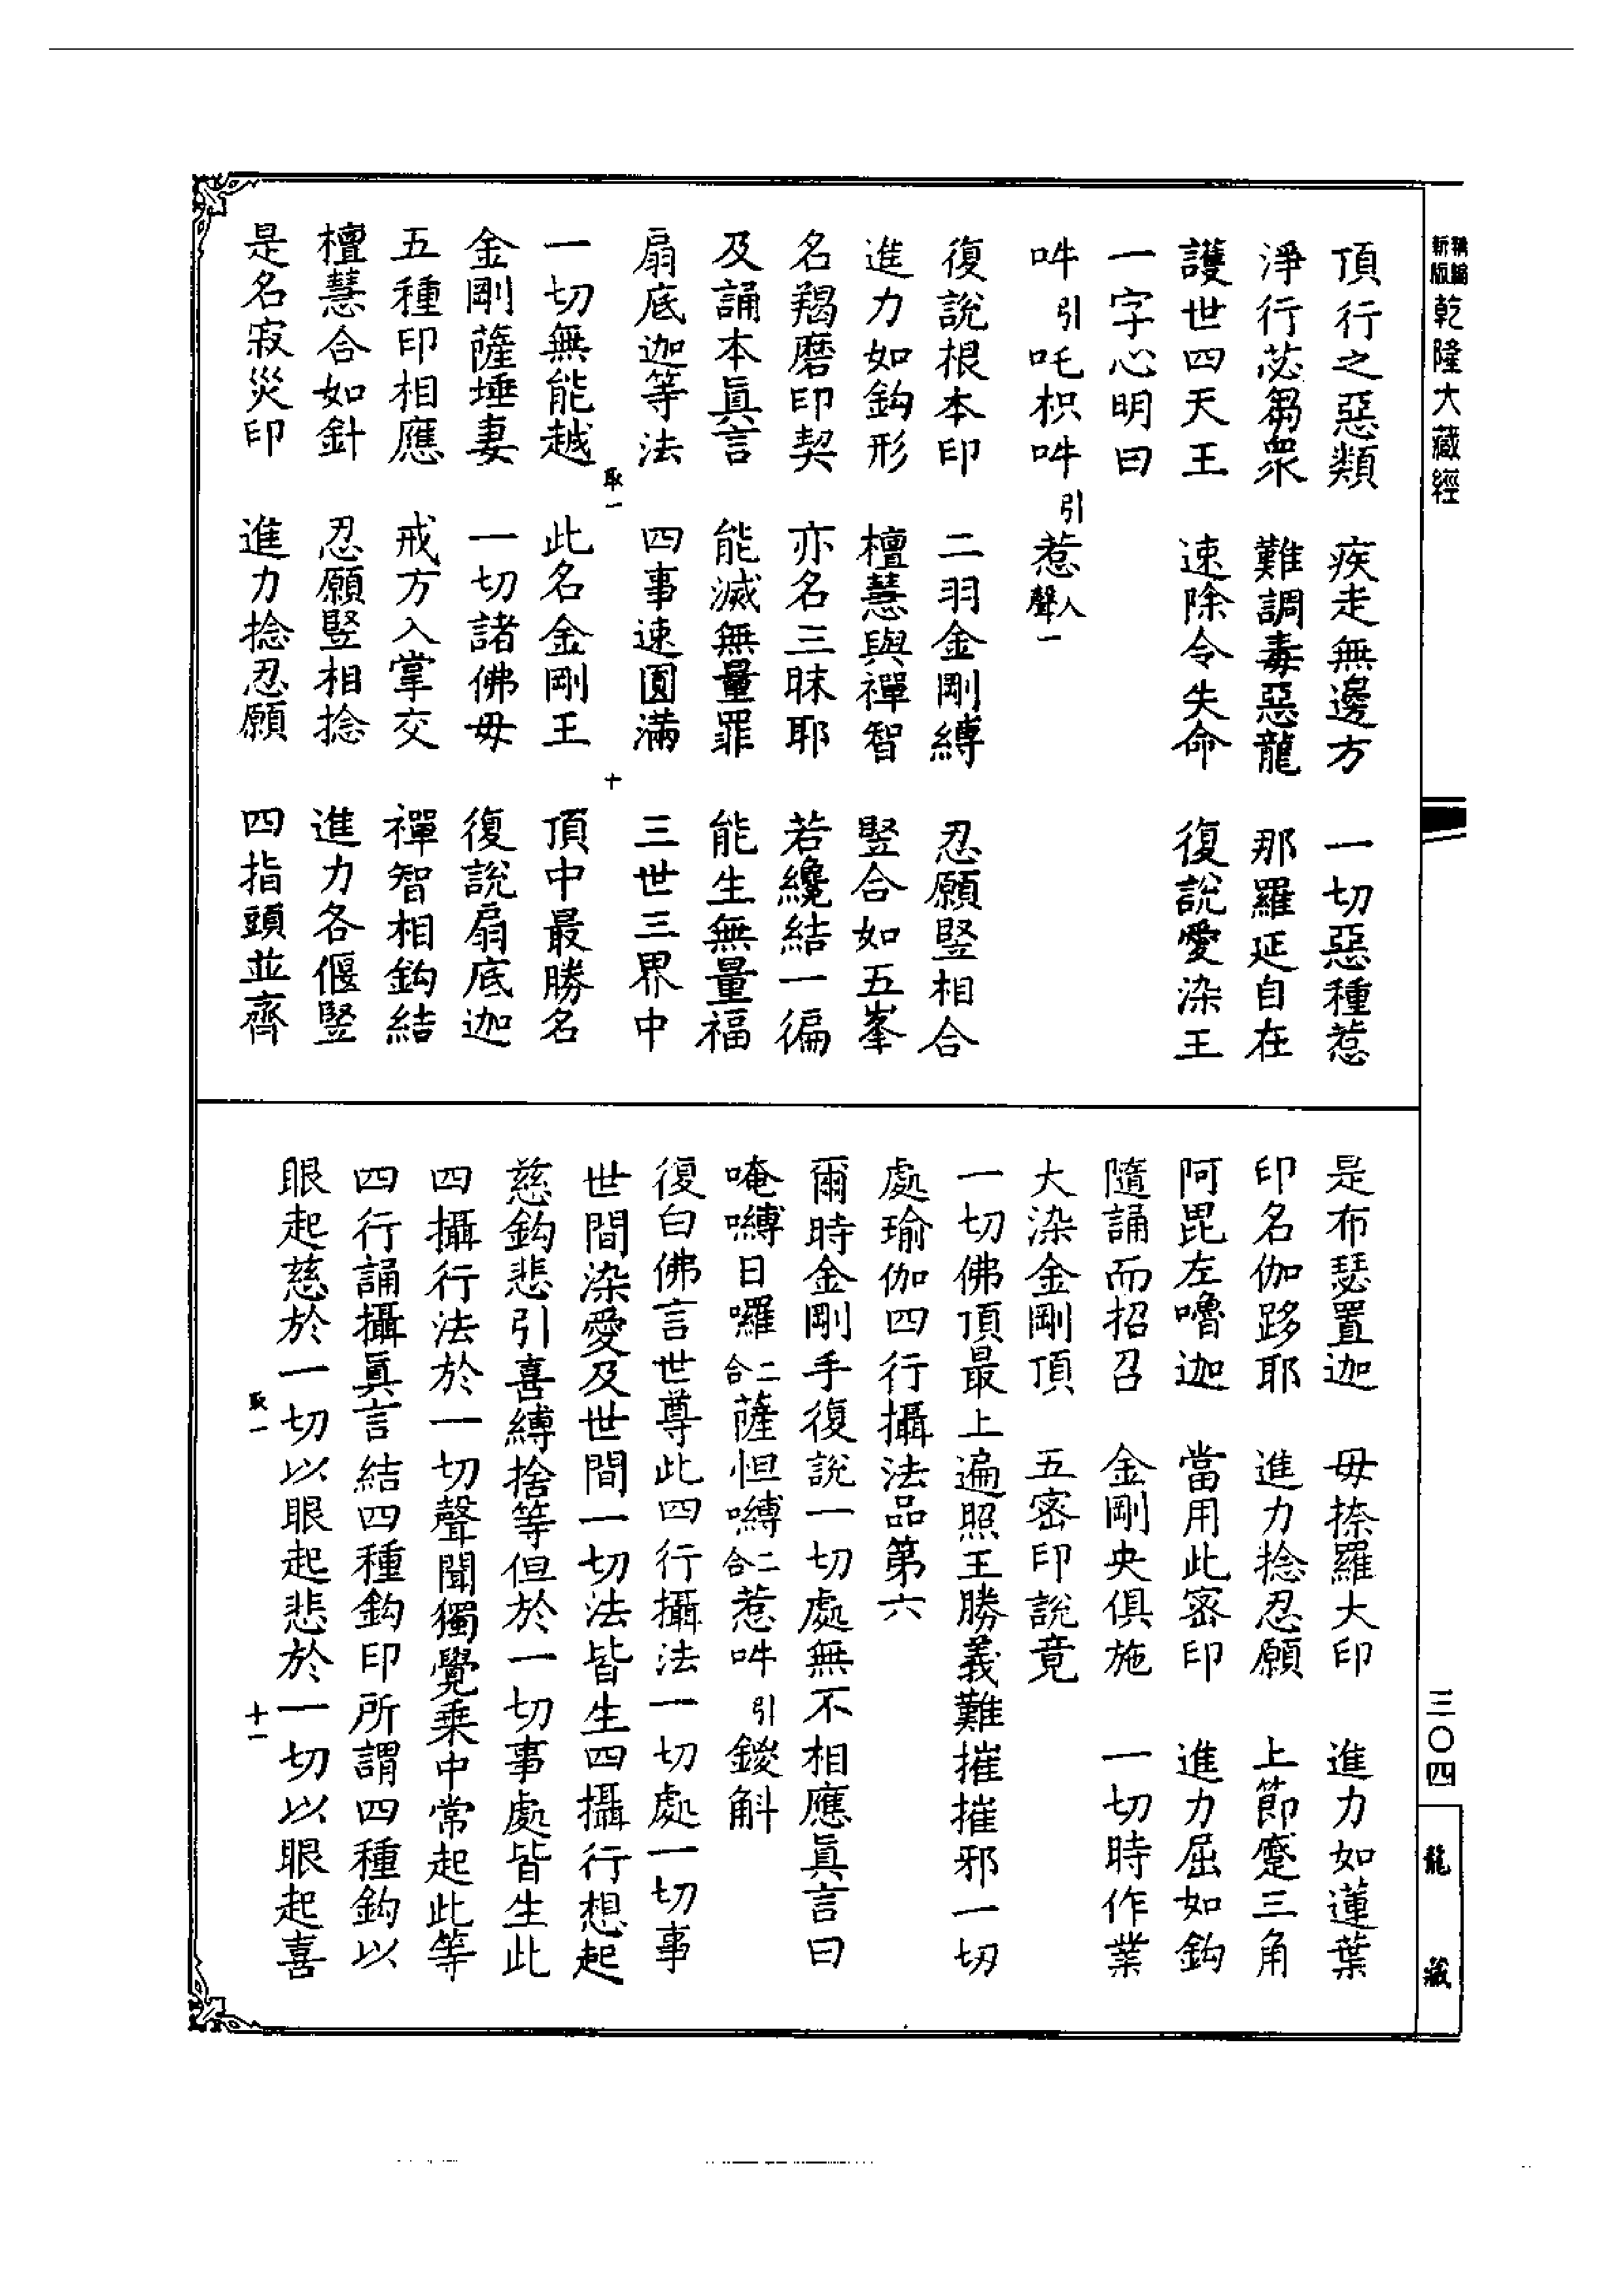 新編縮版 乾隆大藏經
頂行之惡類 疾走無邊方 一切惡種惹
淨行苾芻衆 難調毒惡龍 那羅延自在
護世四天王 速除令失命 復說愛染王
一字心明曰
吽引吒枳吽引惹入聲一
復說根本印 二羽金剛縛 忍願竪相合
進力如鈎形 檀慧與禪智 竪合如五峯
名羯磨印契 亦名三昧耶 若纔結一徧
及誦本眞言 能滅無量罪 能生無量福
扇底迦等法 四事速圓滿 三世三界中
取一 十
一切無能越 此名金剛王 頂中最勝名
金剛薩埵妻 一切諸佛母 復說扇底迦
五種印相應 戒方入掌交 禪智相鈎結
檀慧合如針 忍願竪相捻 進力各偃竪
是名寂災印 進力捻忍願 四指頭並齊
是布瑟置迦 母捺羅大印 進力如蓮葉
印名伽跢耶 進力捻忍願 上節蹙三角
阿毘左嚕迦 當用此密印 進力屈如鈎
隨誦而招召 金剛央俱施 一切時作業
大染金剛頂 五密印說竟
一切佛頂最上遍照王勝義難摧摧邪一切
處瑜伽四行攝法品第六
爾時金剛手復說一切處無不相應眞言曰
唵嚩日囉二合薩怛嚩二合惹吽引鑁斛
復白佛言世尊此四行攝法一切處一切事
世間染愛及世間一切法皆生四攝行想起
慈鈎悲引喜縛捨等但於一切事處皆生此
四攝行法於一切聲聞獨覺乘中常起此等
四行誦攝眞言結四種鈎印所謂四種鈎以
眼起慈於一切以眼起悲於一切以眼起喜
取一 十一
三〇四
龍藏